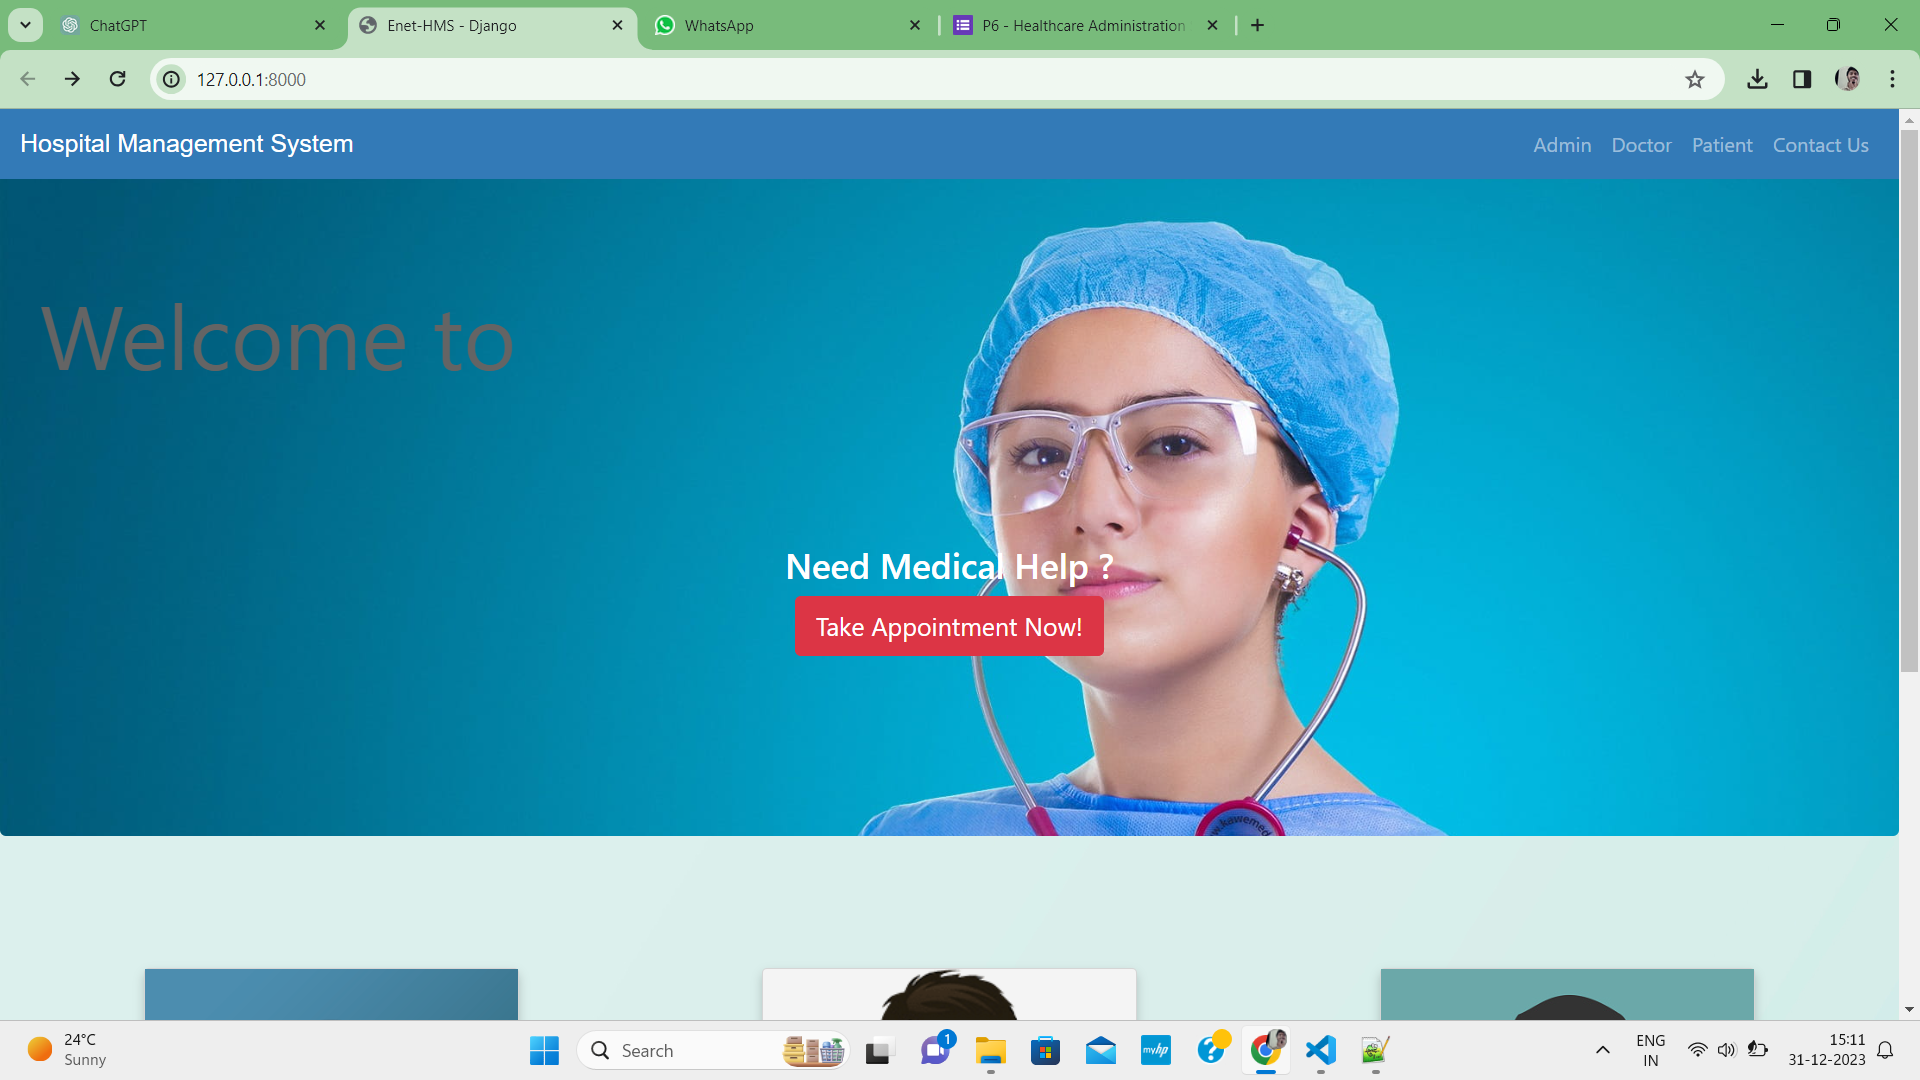 ChatGPT
Enet-HMS - Django
WhatsApp
P6 - Healthcare Administration
127.0.0.1:8000
Hospital Management System
Admin Doctor Patient Contact Us
Welcome to
Need Medical Help ?
Take Appointment Now!
24°C
Sunny
Search
1
myhp
ENG
IN
15:11
31-12-2023